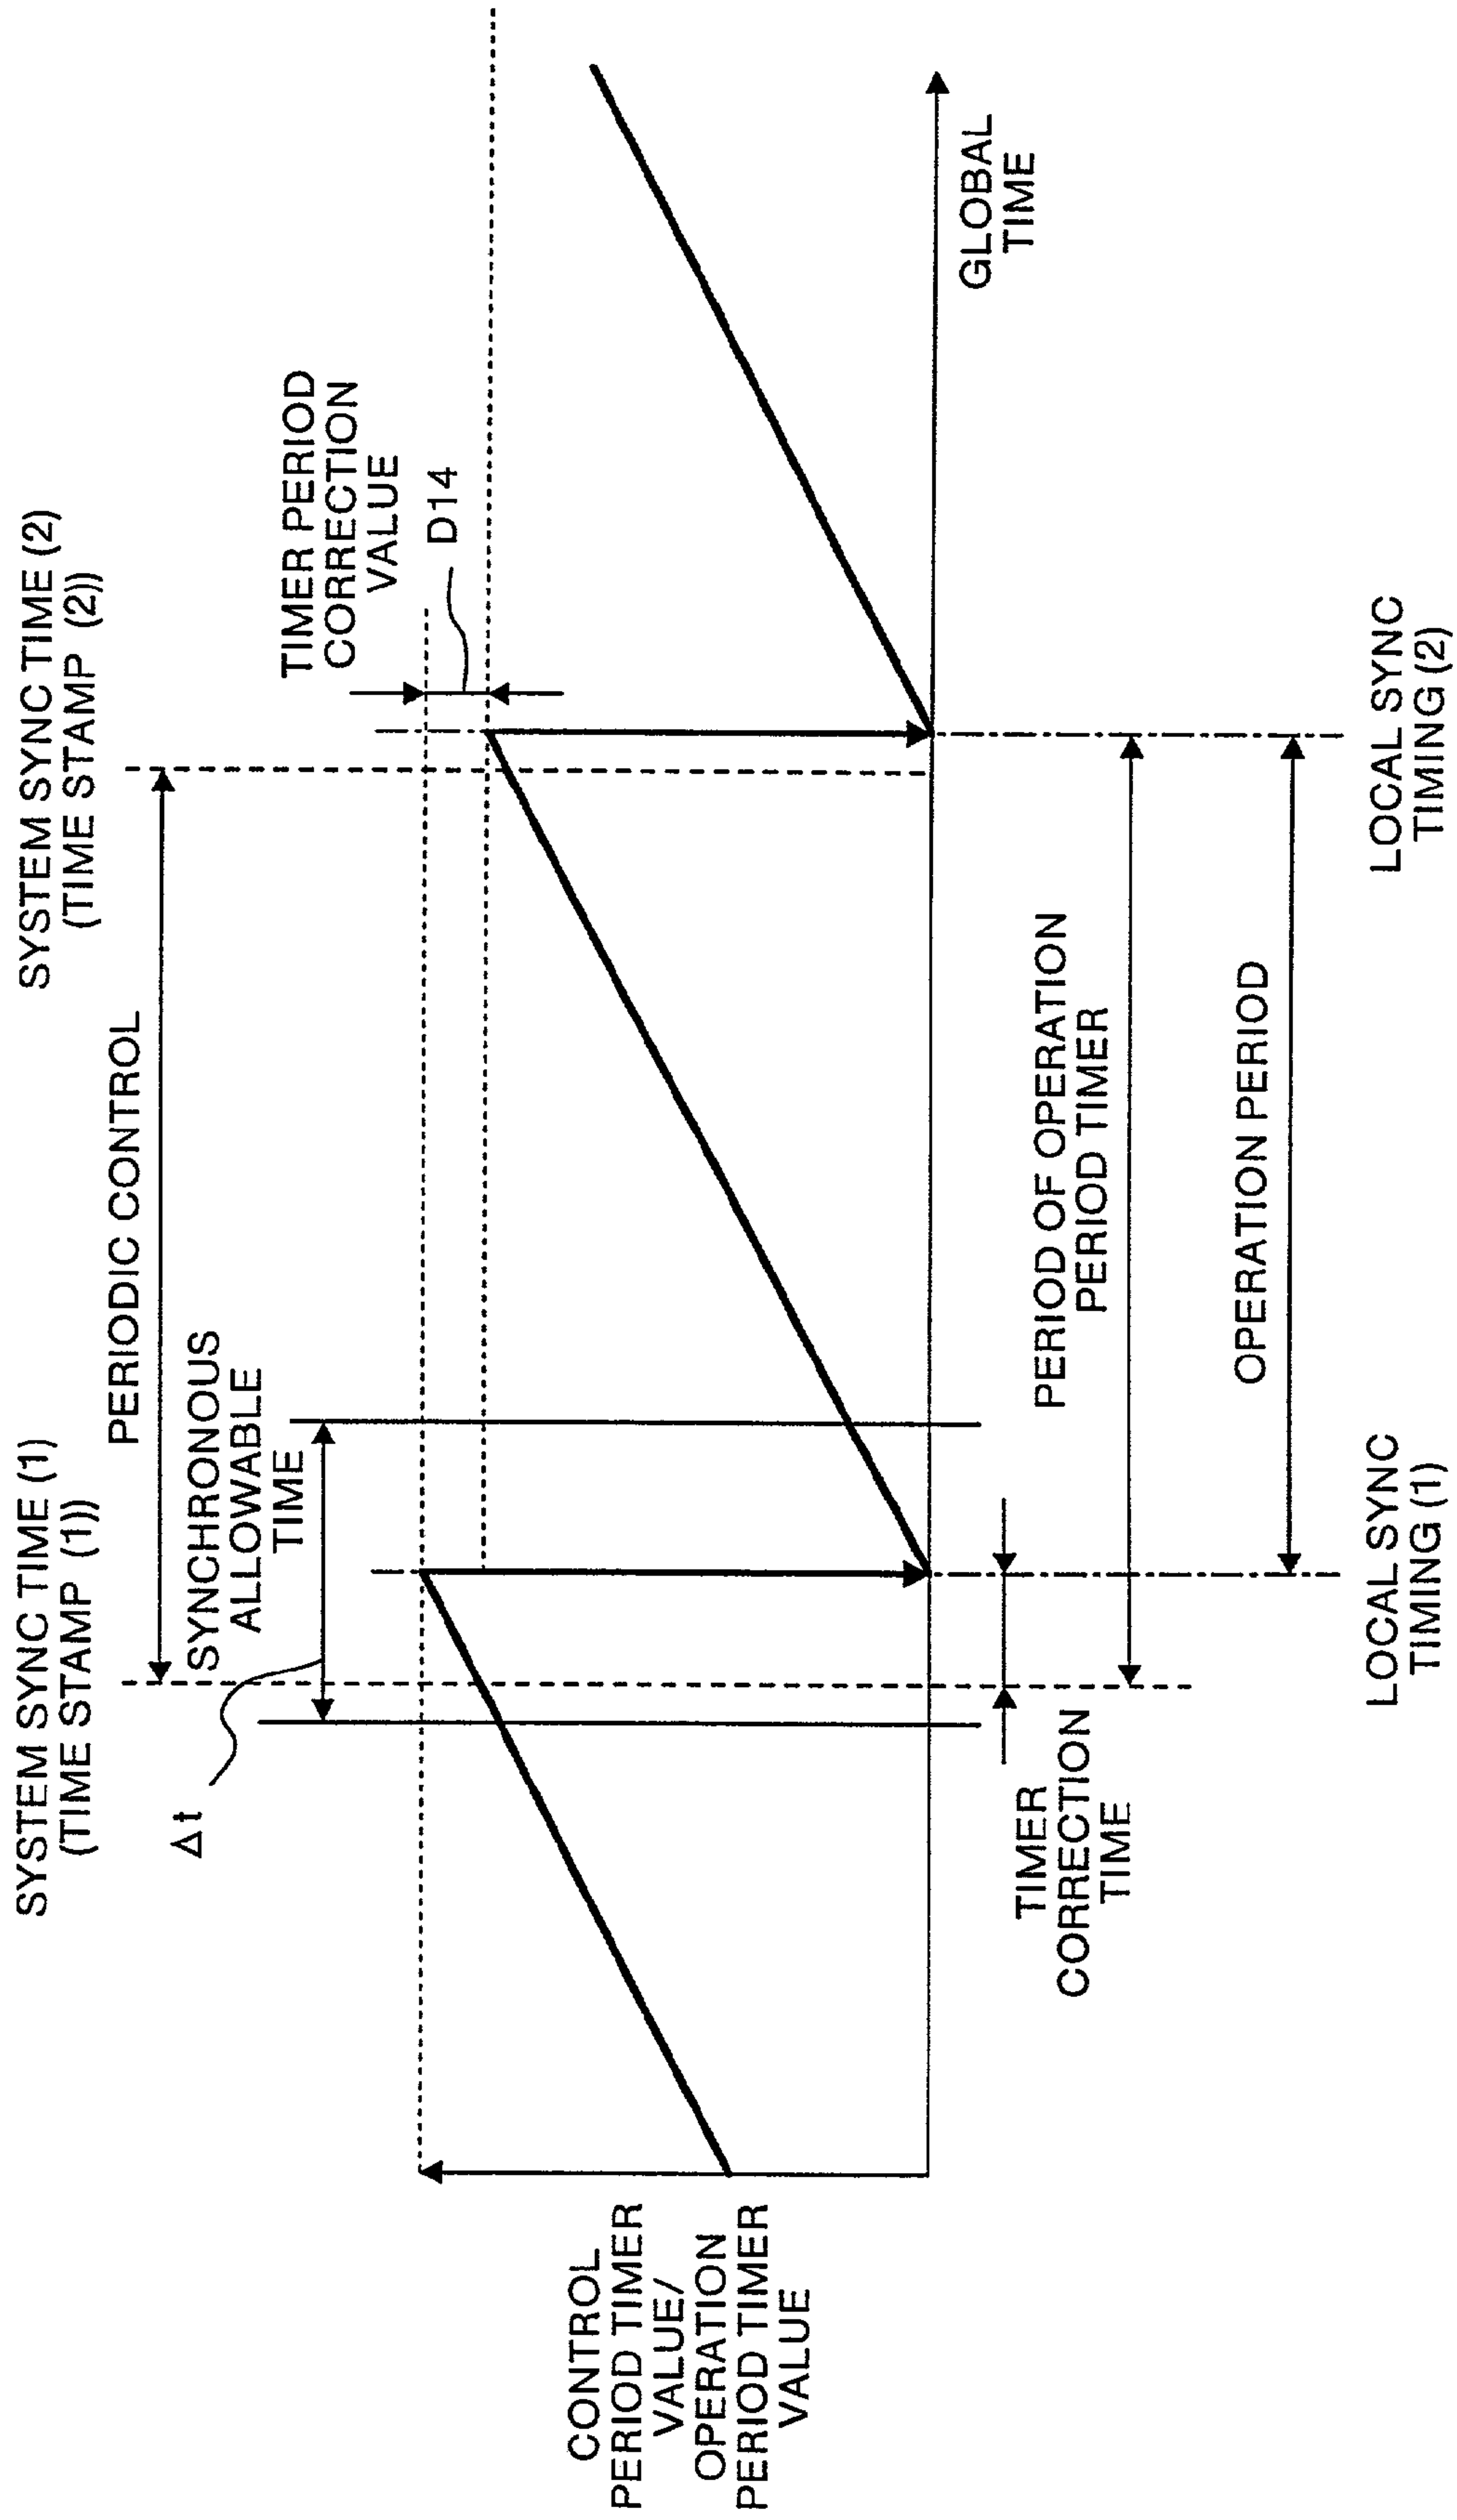 SYSTEM SYNC TIME (1)
(TIME STAMP (1))
SYSTEM SYNC TIME (2)
(TIME STAMP (2))
PERIODIC CONTROL
Δt
SYNCHRONOUS
ALLOWABLE
TIME
TIMER PERIOD
CORRECTION
VALUE
D14
CONTROL
PERIOD TIMER
VALUE/
OPERATION
PERIOD TIMER
VALUE
GLOBAL
TIME
TIMER
CORRECTION
TIME
PERIOD OF OPERATION
PERIOD TIMER
OPERATION PERIOD
LOCAL SYNC
TIMING (1)
LOCAL SYNC
TIMING (2)